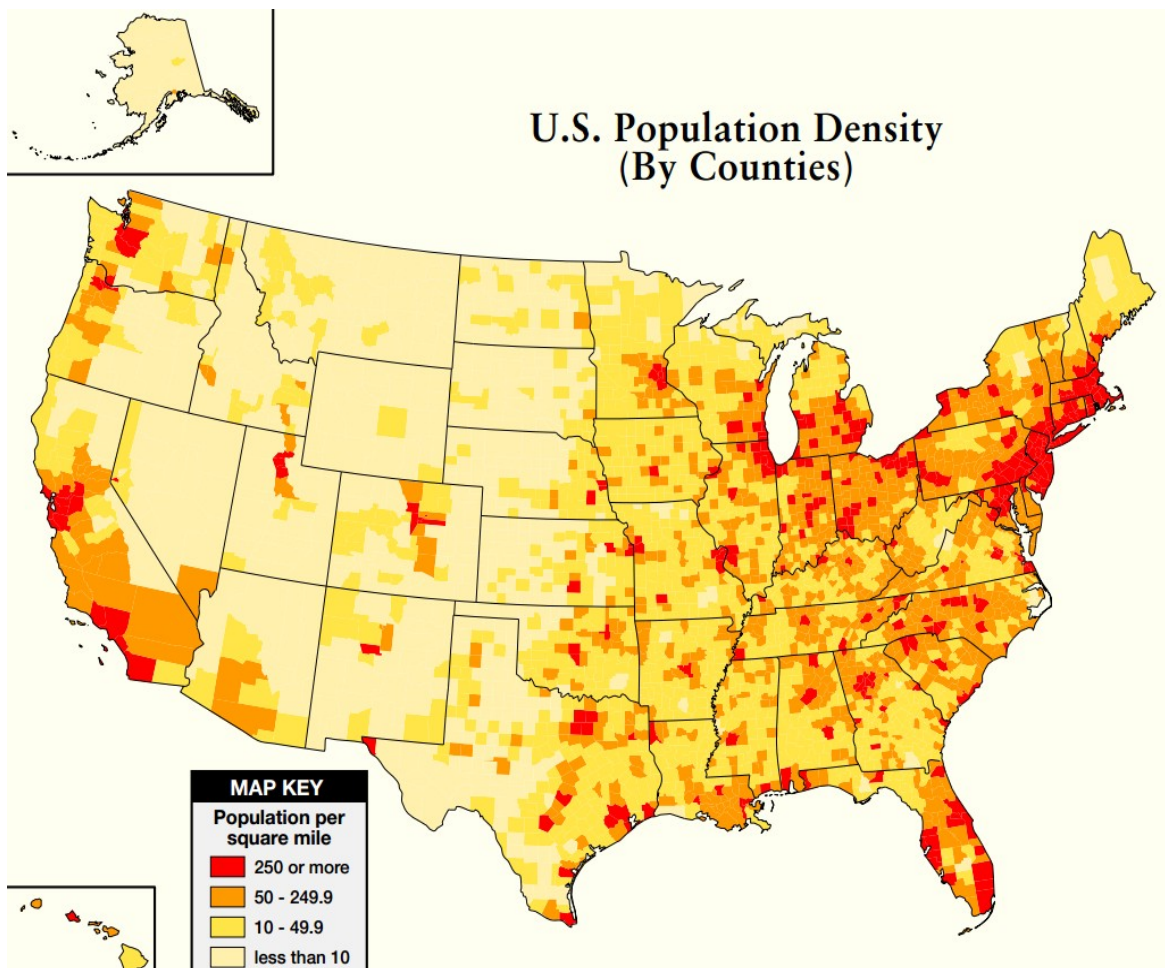 U.S. Population Density
(By Counties)
MAP KEY
Population per
square mile
250 or more
50 - 249.9
10 - 49.9
less than 10